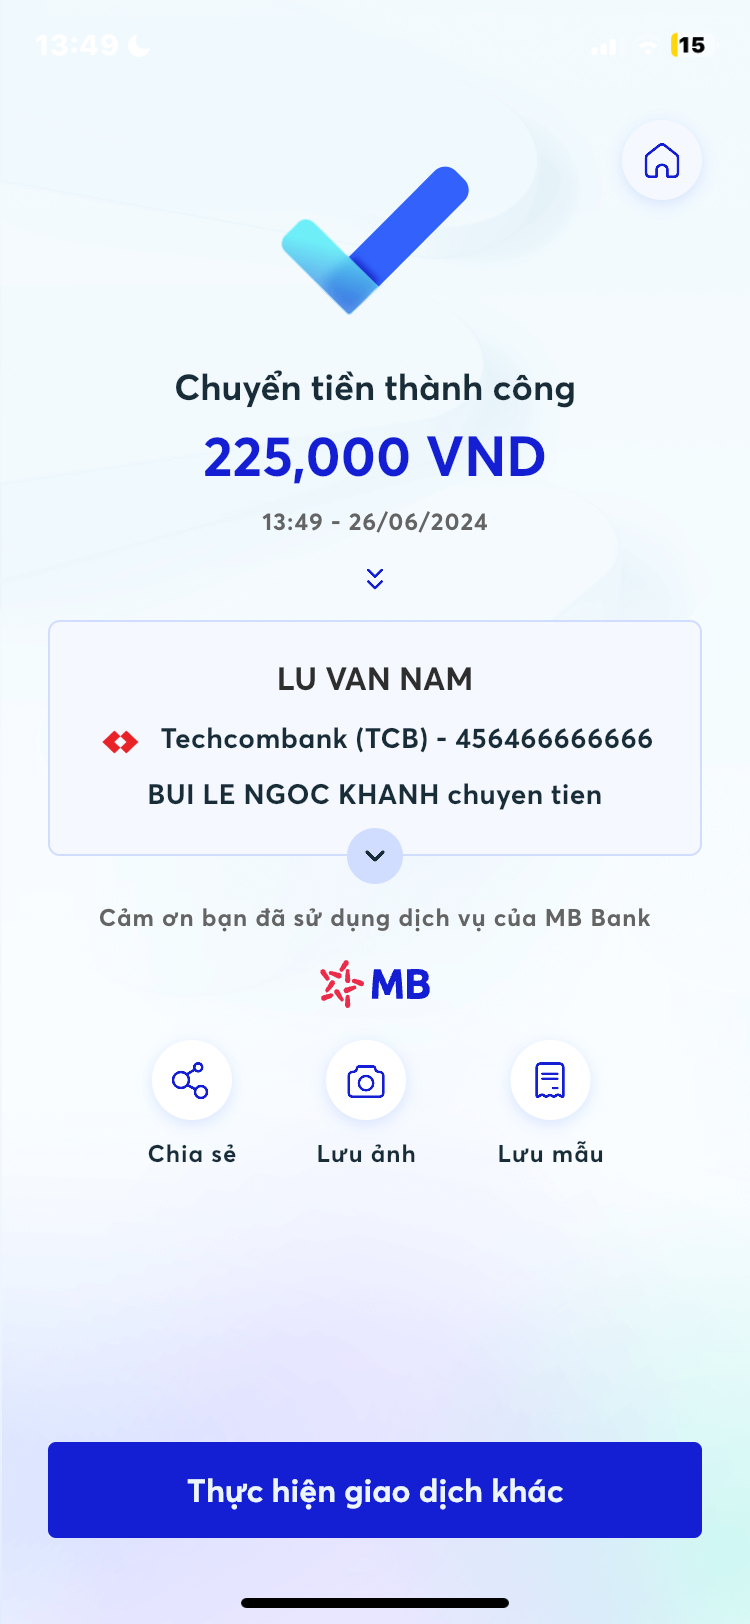 13:49
15
Chuyển tiền thành công
225,000 VND
13:49 - 26/06/2024
LU VAN NAM
Techcombank (TCB) - 456466666666
BUI LE NGOC KHANH chuyen tien
Cảm ơn bạn đã sử dụng dịch vụ của MB Bank
MB
Chia sẻ Lưu ảnh Lưu mẫu
Thực hiện giao dịch khác